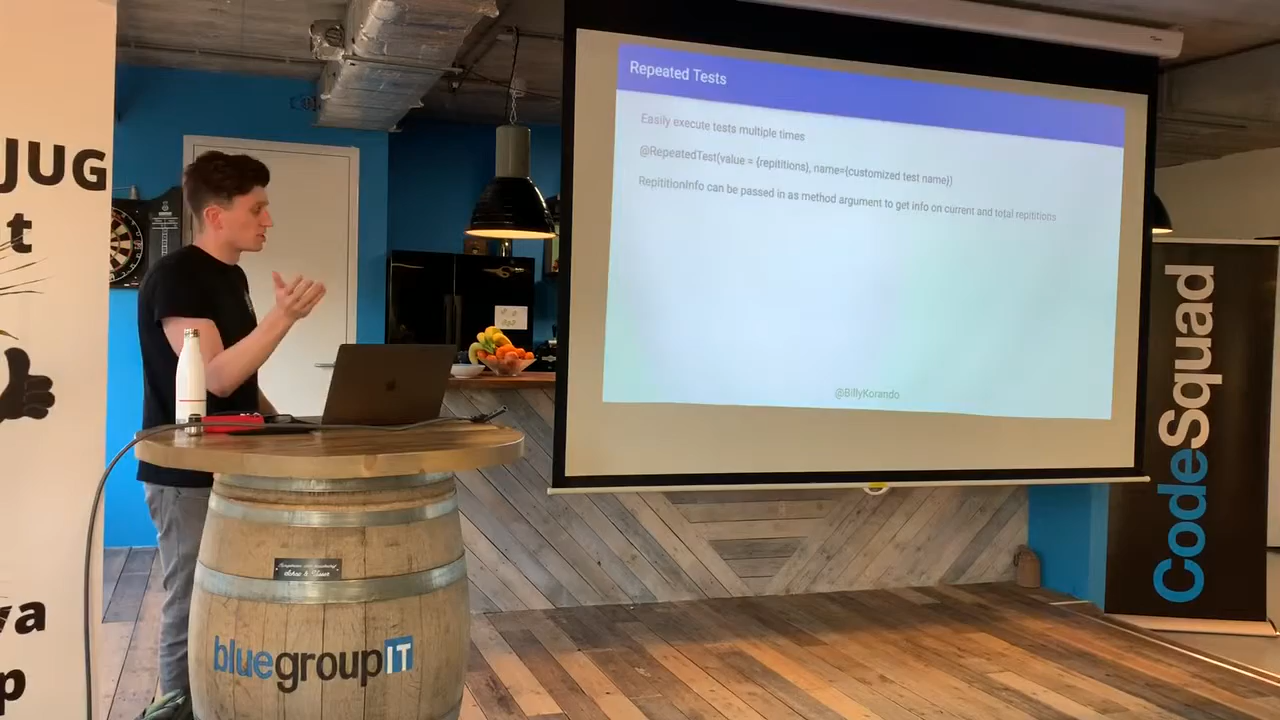 JUG
t
va
p
Repeated Tests
Easily execute tests multiple times
@RepeatedTest(value = {repititions}, name={customized test name})
RepititionInfo can be passed in as method argument to get info on current and total repititions
@BillyKorando
CodeSquad
bluegroupIT